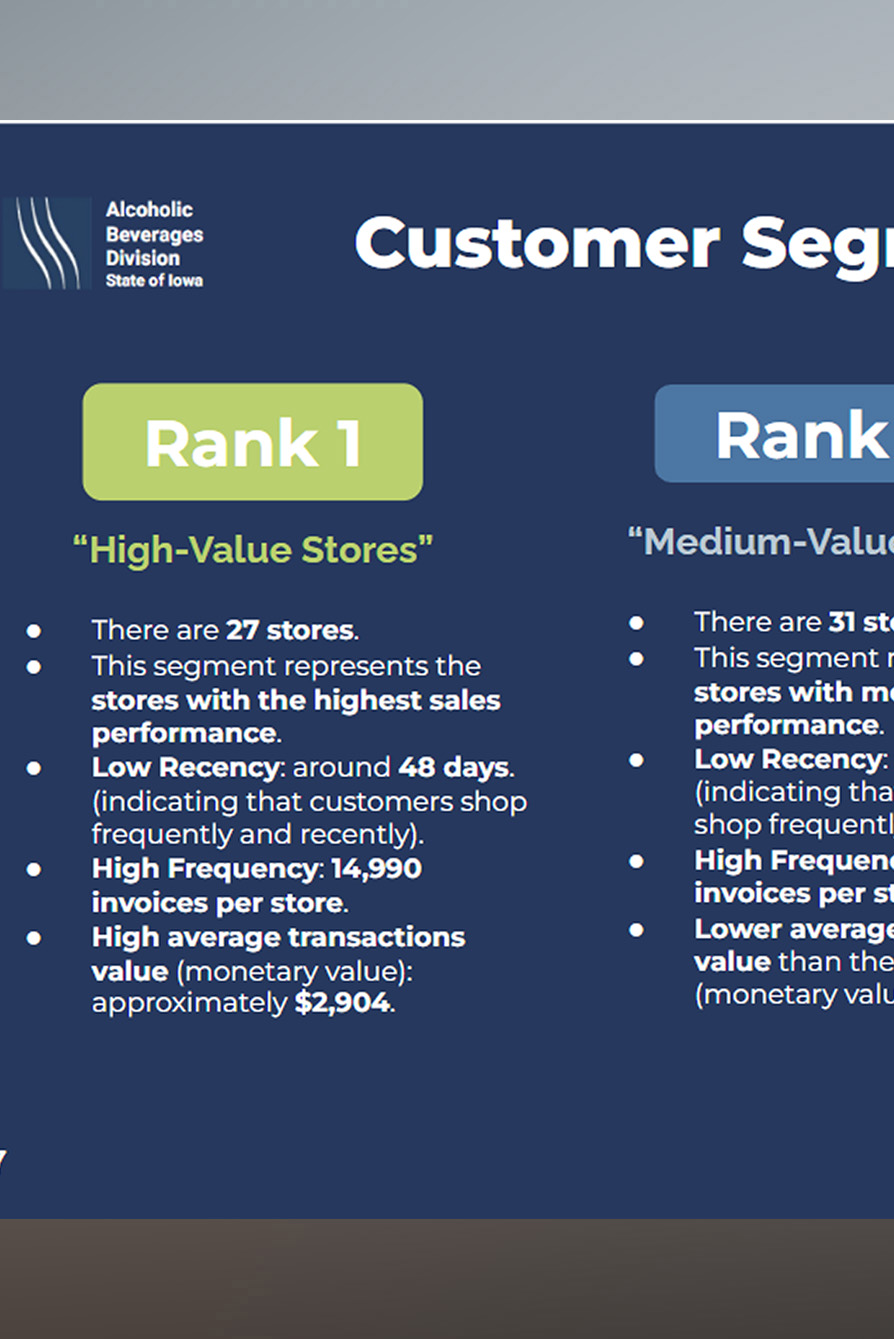 Alcoholic
Beverages
Division
State of Iowa
Customer Seg
Rank 1
“High-Value Stores”
● There are 27 stores.
● This segment represents the
stores with the highest sales
performance.
● Low Recency: around 48 days.
(indicating that customers shop
frequently and recently).
● High Frequency: 14,990
invoices per store.
● High average transactions
value (monetary value):
approximately $2,904.
Rank
“Medium-Valu
● There are 31 sto
● This segment r
stores with mo
performance.
● Low Recency:
(indicating tha
shop frequentl
● High Frequenc
invoices per st
● Lower average
value than the
(monetary valu